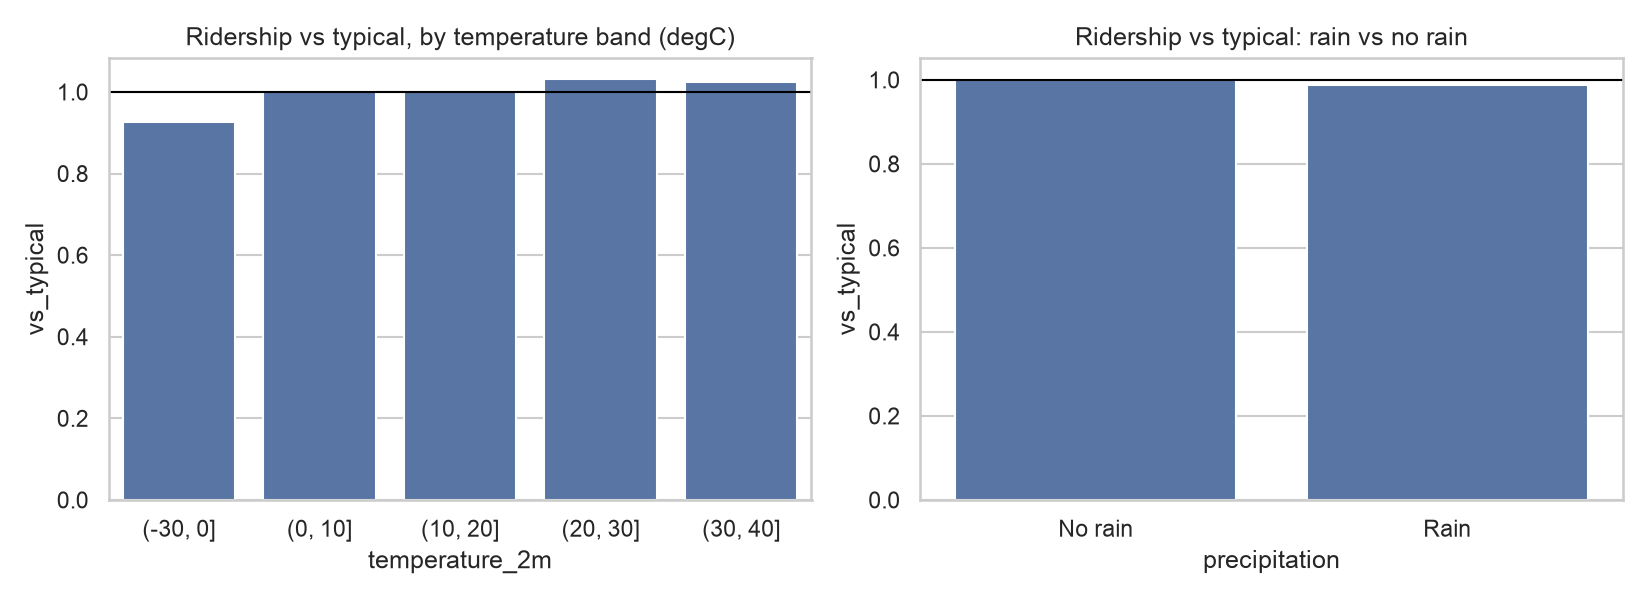 Ridership vs typical, by temperature band (degC)
vs_typical
1.0
0.8
0.6
0.4
0.2
0.0
(-30, 0]
(0, 10]
(10, 20]
(20, 30]
(30, 40]
temperature_2m
Ridership vs typical: rain vs no rain
vs_typical
1.0
0.8
0.6
0.4
0.2
0.0
No rain
Rain
precipitation